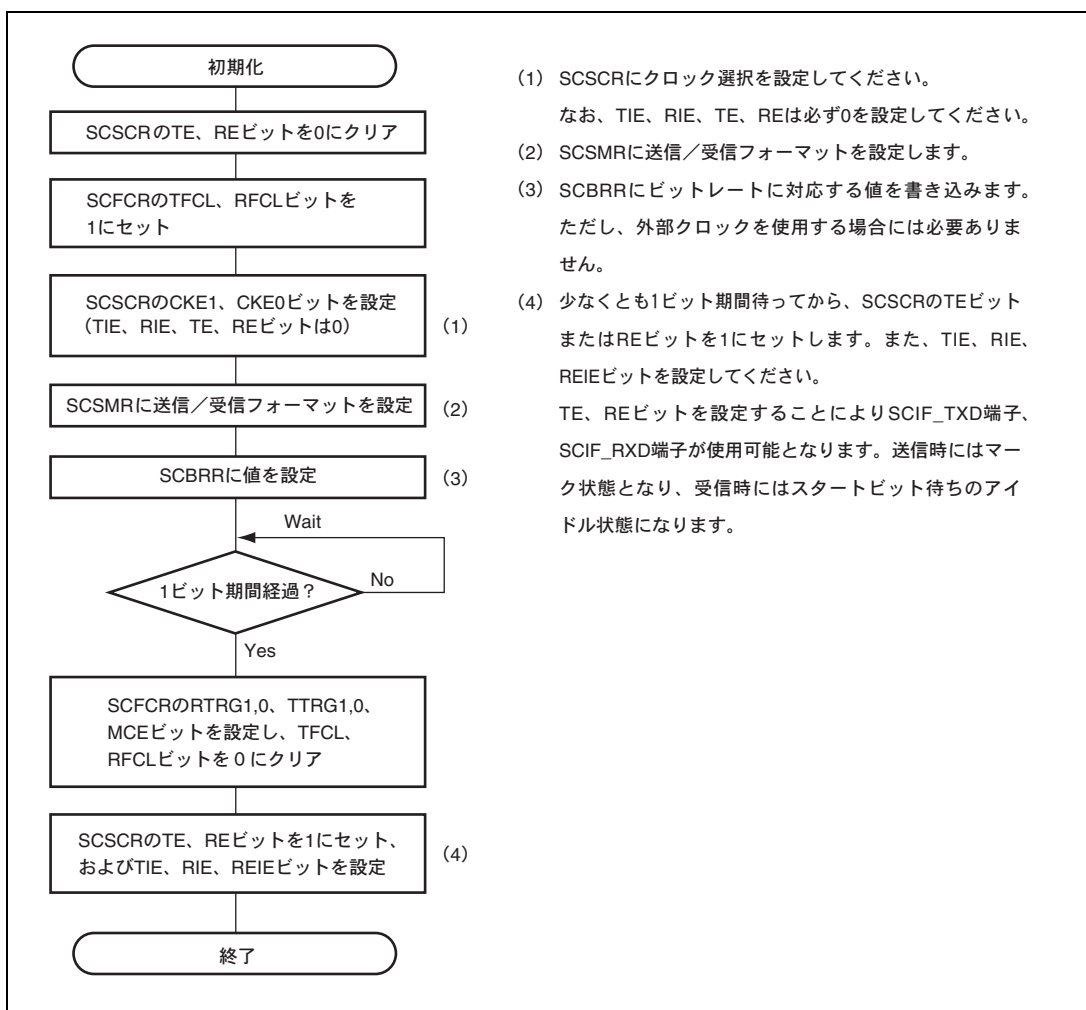 初期化
SCSCRのTE、REビットを0にクリア
SCFCRのTFCL、RFCLビットを
1にセット
SCSCRのCKE1、CKE0ビットを設定
（TIE、RIE、TE、REビットは0）
（1）
SCSMRに送信／受信フォーマットを設定
（2）
SCBRRに値を設定
（3）
Wait
1ビット期間経過？
No
Yes
SCFCRのRTRG1,0、TTRG1,0、
MCEビットを設定し、TFCL、
RFCLビットを０にクリア
SCSCRのTE、REビットを1にセット、
およびTIE、RIE、REIEビットを設定
（4）
終了
（1） SCSCRにクロック選択を設定してください。
なお、TIE、RIE、TE、REは必ず0を設定してください。
（2） SCSMRに送信／受信フォーマットを設定します。
（3） SCBRRにビットレートに対応する値を書き込みます。
ただし、外部クロックを使用する場合には必要ありま
せん。
（4） 少なくとも1ビット期間待ってから、SCSCRのTEビット
またはREビットを1にセットします。また、TIE、RIE、
REIEビットを設定してください。
TE、REビットを設定することによりSCIF_TXD端子、
SCIF_RXD端子が使用可能となります。送信時にはマー
ク状態となり、受信時にはスタートビット待ちのアイ
ドル状態になります。